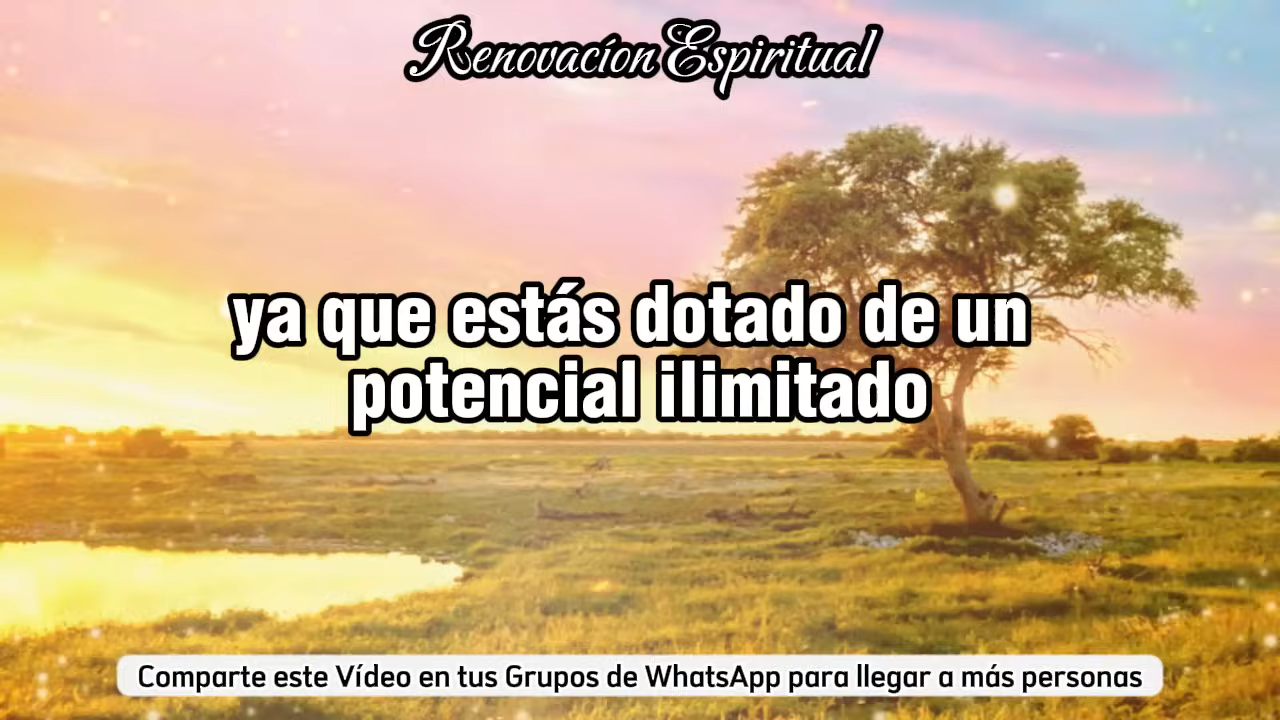 Renovacíon Espiritual
ya que estás dotado de un
potencial ilimitado
Comparte este Vídeo en tus Grupos de WhatsApp para llegar a más personas